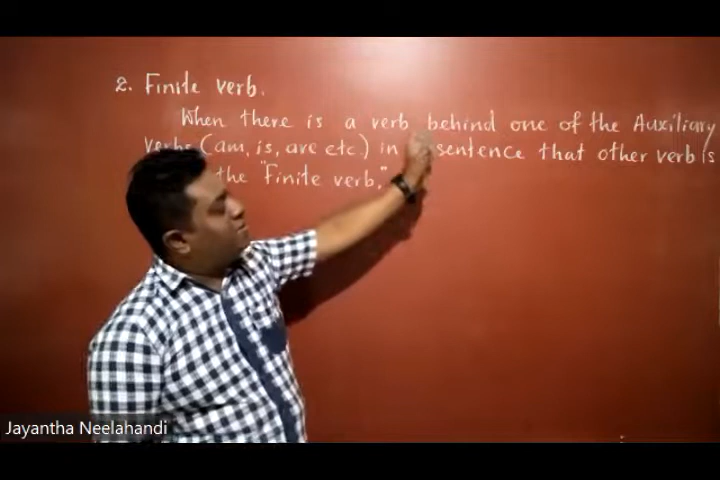 2. Finite verb.
When there is a verb behind one of the Auxiliary
verbs (am, is, are etc.) in sentence that other verb is
the "Finite verb."
Jayantha Neelahandi